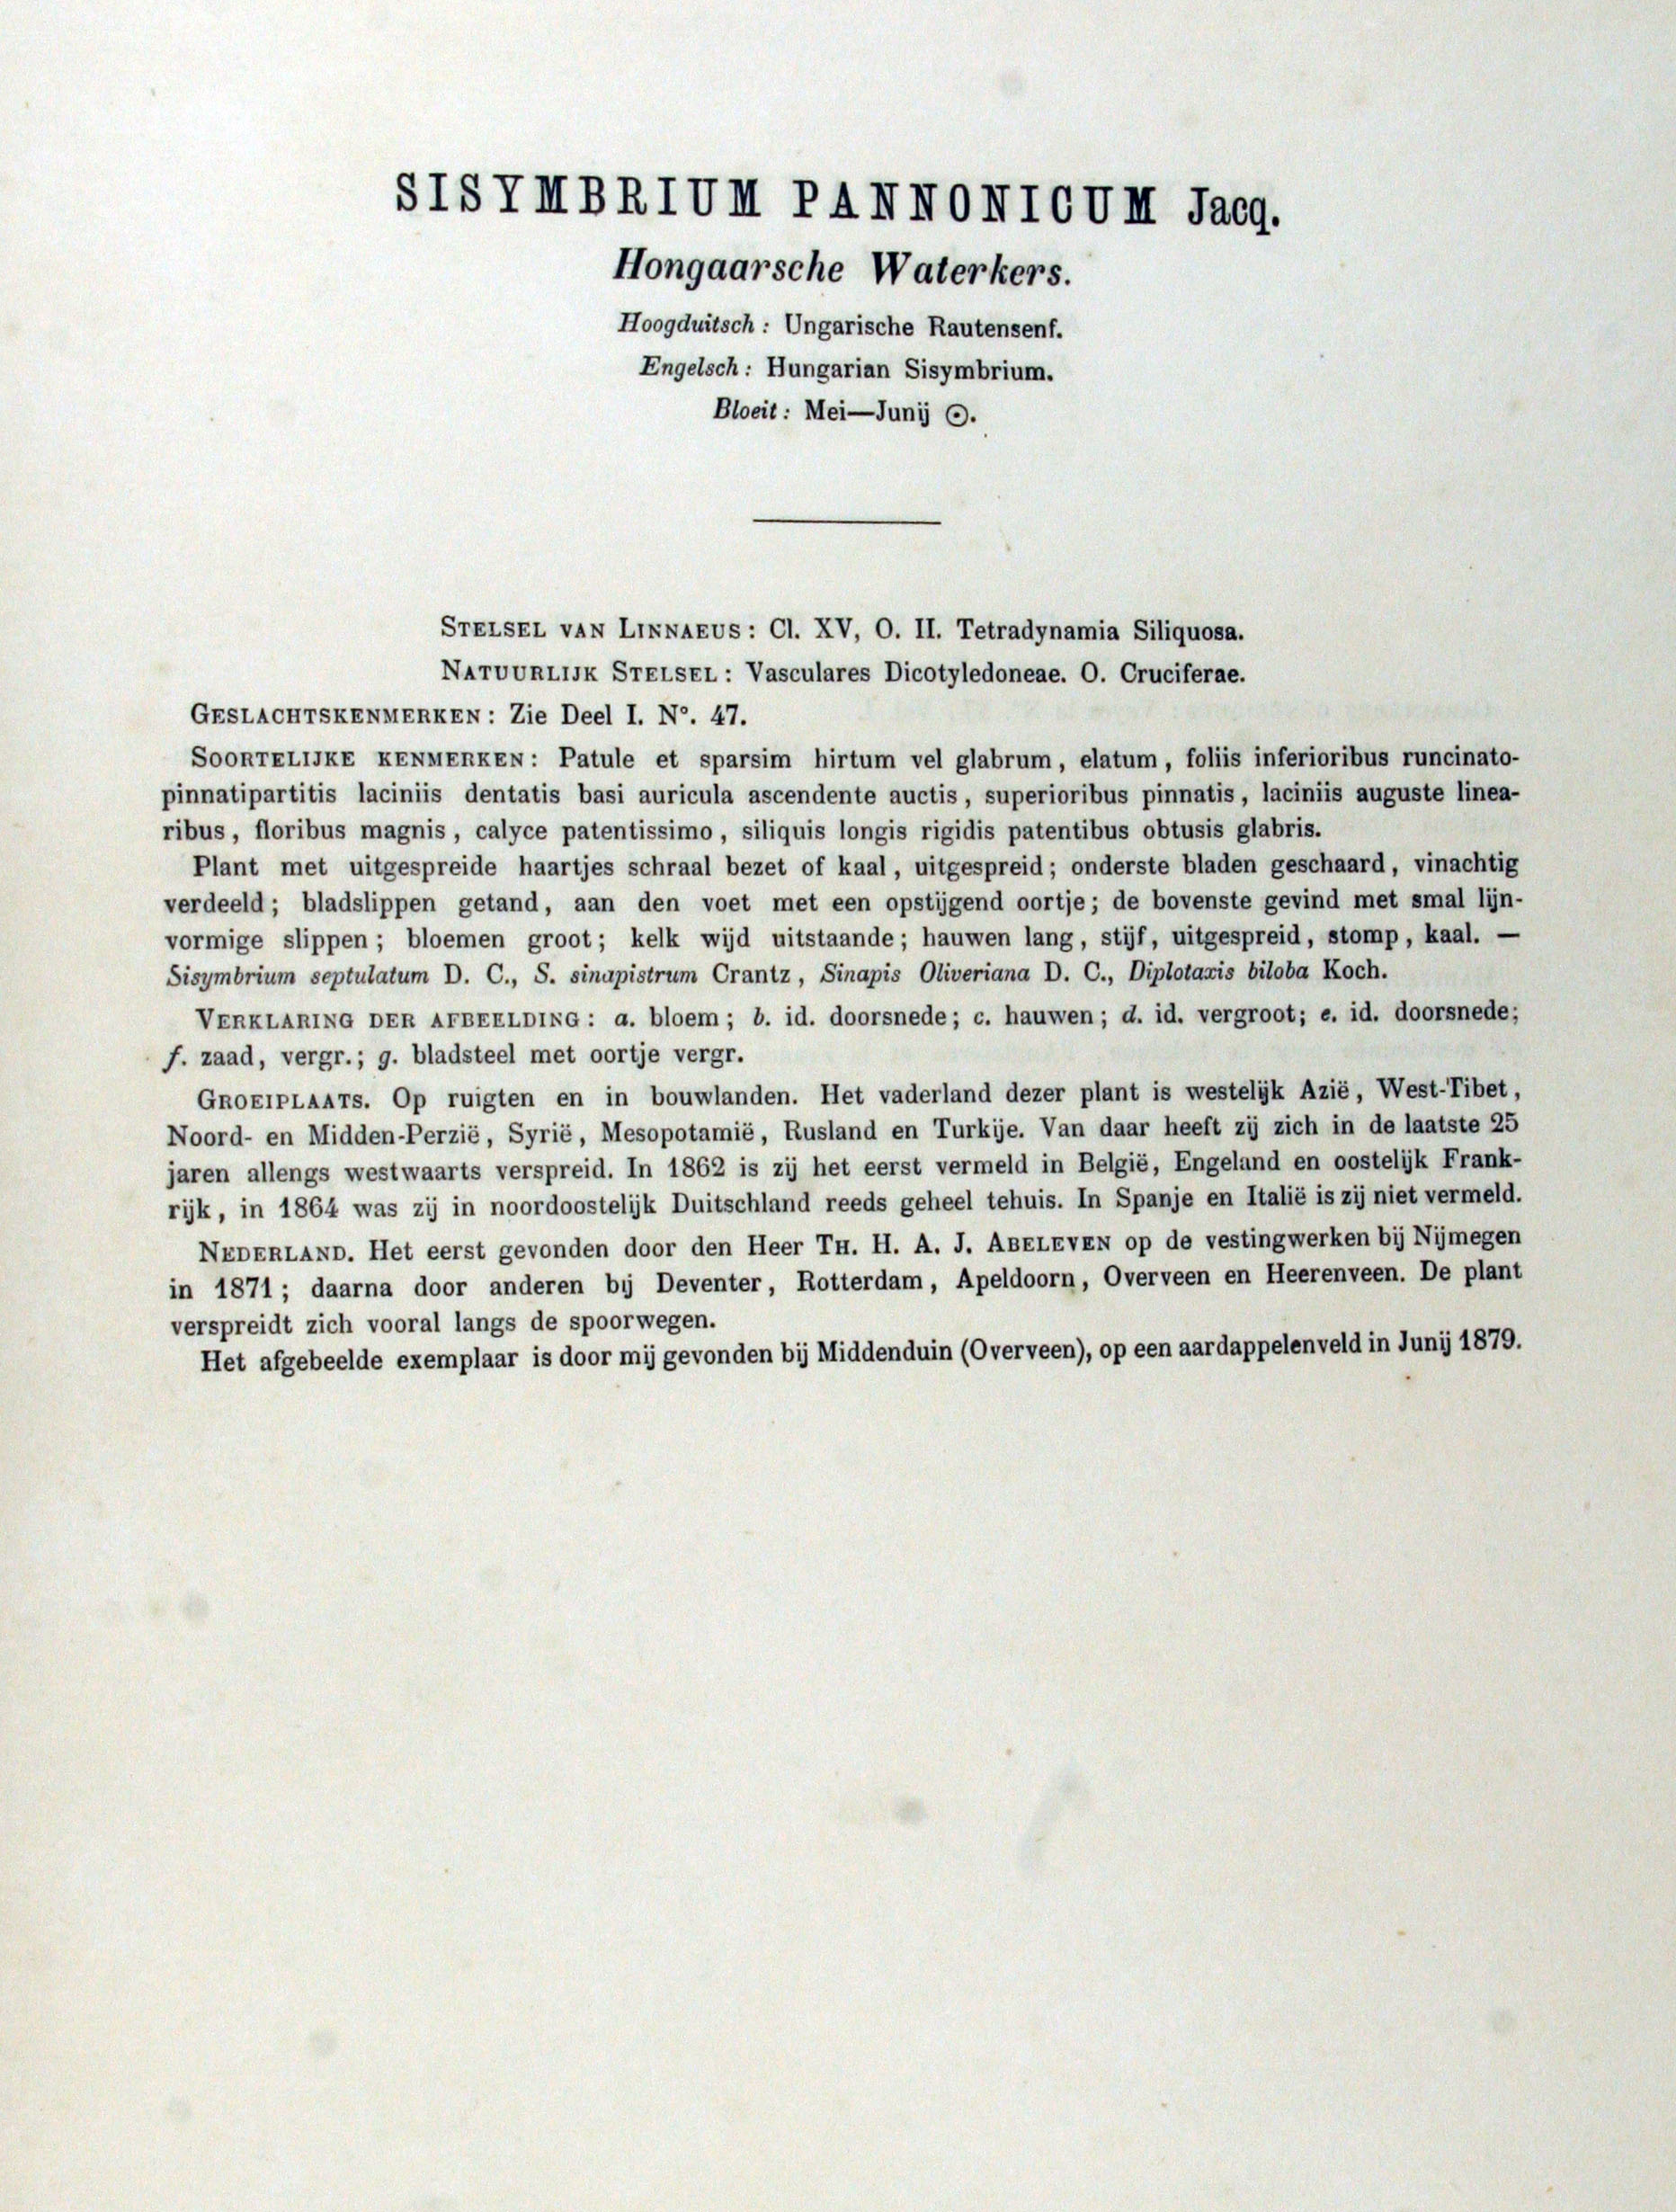 SISYMBRIUM PANNONICUM Jacq.
Hongaarsche Waterkers.
Hoogduitsch: Ungarische Rautensenf.
Engelsch: Hungarian Sisymbrium.
Bloeit: Mei—Junij ⊙.
STELSEL VAN LINNAEUS: Cl. XV, O. II. Tetradynamia Siliquosa.
NATUURLIJK STELSEL: Vasculares Dicotyledoneae. O. Cruciferae.
GESLACHTSKENMERKEN: Zie Deel I. N°. 47.
SOORTELIJKE KENMERKEN: Patule et sparsim hirtum vel glabrum, elatum, foliis inferioribus runcinato-
pinnatipartitis laciniis dentatis basi auricula ascendente auctis, superioribus pinnatis, laciniis auguste linea-
ribus, floribus magnis, calyce patentissimo, siliquis longis rigidis patentibus obtusis glabris.
Plant met uitgespreide haartjes schraal bezet of kaal, uitgespreid; onderste bladen geschaard, vinachtig
verdeeld; bladslippen getand, aan den voet met een opstijgend oortje; de bovenste gevind met smal lijn-
vormige slippen; bloemen groot; kelk wijd uitstaande; hauwen lang, stijf, uitgespreid, stomp, kaal. —
Sisymbrium septulatum D. C., S. sinapistrum Crantz, Sinapis Oliveriana D. C., Diplotaxis biloba Koch.
VERKLARING DER AFBEELDING: a. bloem; b. id. doorsnede; c. hauwen; d. id. vergroot; e. id. doorsnede;
f. zaad, vergr.; g. bladsteel met oortje vergr.
GROEIPLAATS. Op ruigten en in bouwlanden. Het vaderland dezer plant is westelijk Azië, West-Tibet,
Noord- en Midden-Perzië, Syrië, Mesopotamië, Rusland en Turkije. Van daar heeft zij zich in de laatste 25
jaren allengs westwaarts verspreid. In 1862 is zij het eerst vermeld in België, Engeland en oostelijk Frank-
rijk, in 1864 was zij in noordoostelijk Duitschland reeds geheel tehuis. In Spanje en Italië is zij niet vermeld.
NEDERLAND. Het eerst gevonden door den Heer TH. H. A. J. ABELEVEN op de vestingwerken bij Nijmegen
in 1871; daarna door anderen bij Deventer, Rotterdam, Apeldoorn, Overveen en Heerenveen. De plant
verspreidt zich vooral langs de spoorwegen.
Het afgebeelde exemplaar is door mij gevonden bij Middenduin (Overveen), op een aardappelenveld in Junij 1879.